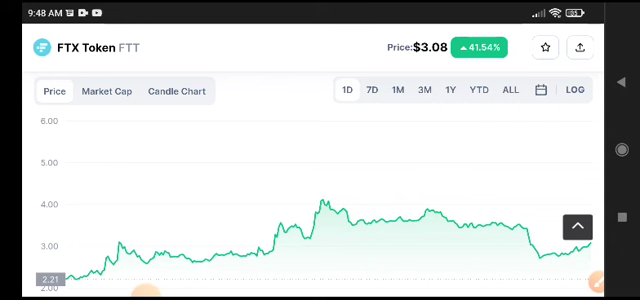 9:48 AM
FTX Token FTT
Price:$3.08 ▲ 41.54%
Price Market Cap Candle Chart
1D 7D 1M 3M 1Y YTD ALL LOG
6.00
5.00
4.00
3.00
2.21
2.00